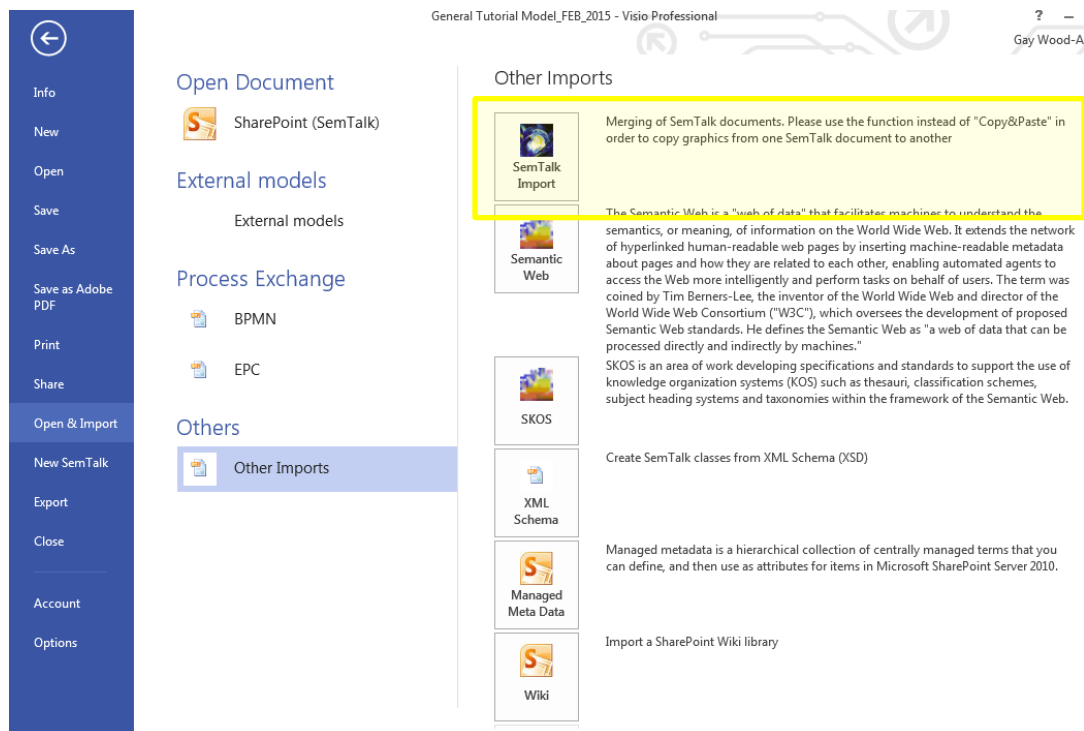 General Tutorial Model_FEB_2015 - Visio Professional
?
Gay Wood-A
Info
New
Open
Save
Save As
Save as Adobe
PDF
Print
Share
Open & Import
New SemTalk
Export
Close
Account
Options
Open Document
SharePoint (SemTalk)
External models
External models
Process Exchange
BPMN
EPC
Others
Other Imports
Other Imports
SemTalk
Import
Merging of SemTalk documents. Please use the function instead of "Copy&Paste" in
order to copy graphics from one SemTalk document to another
Semantic
Web
The Semantic Web is a "web of data" that facilitates machines to understand the
semantics, or meaning, of information on the World Wide Web. It extends the network
of hyperlinked human-readable web pages by inserting machine-readable metadata
about pages and how they are related to each other, enabling automated agents to
access the Web more intelligently and perform tasks on behalf of users. The term was
coined by Tim Berners-Lee, the inventor of the World Wide Web and director of the
World Wide Web Consortium ("W3C"), which oversees the development of proposed
Semantic Web standards. He defines the Semantic Web as "a web of data that can be
processed directly and indirectly by machines."
SKOS
SKOS is an area of work developing specifications and standards to support the use of
knowledge organization systems (KOS) such as thesauri, classification schemes,
subject heading systems and taxonomies within the framework of the Semantic Web.
XML
Schema
Create SemTalk classes from XML Schema (XSD)
Managed
Meta Data
Managed metadata is a hierarchical collection of centrally managed terms that you
can define, and then use as attributes for items in Microsoft SharePoint Server 2010.
Wiki
Import a SharePoint Wiki library